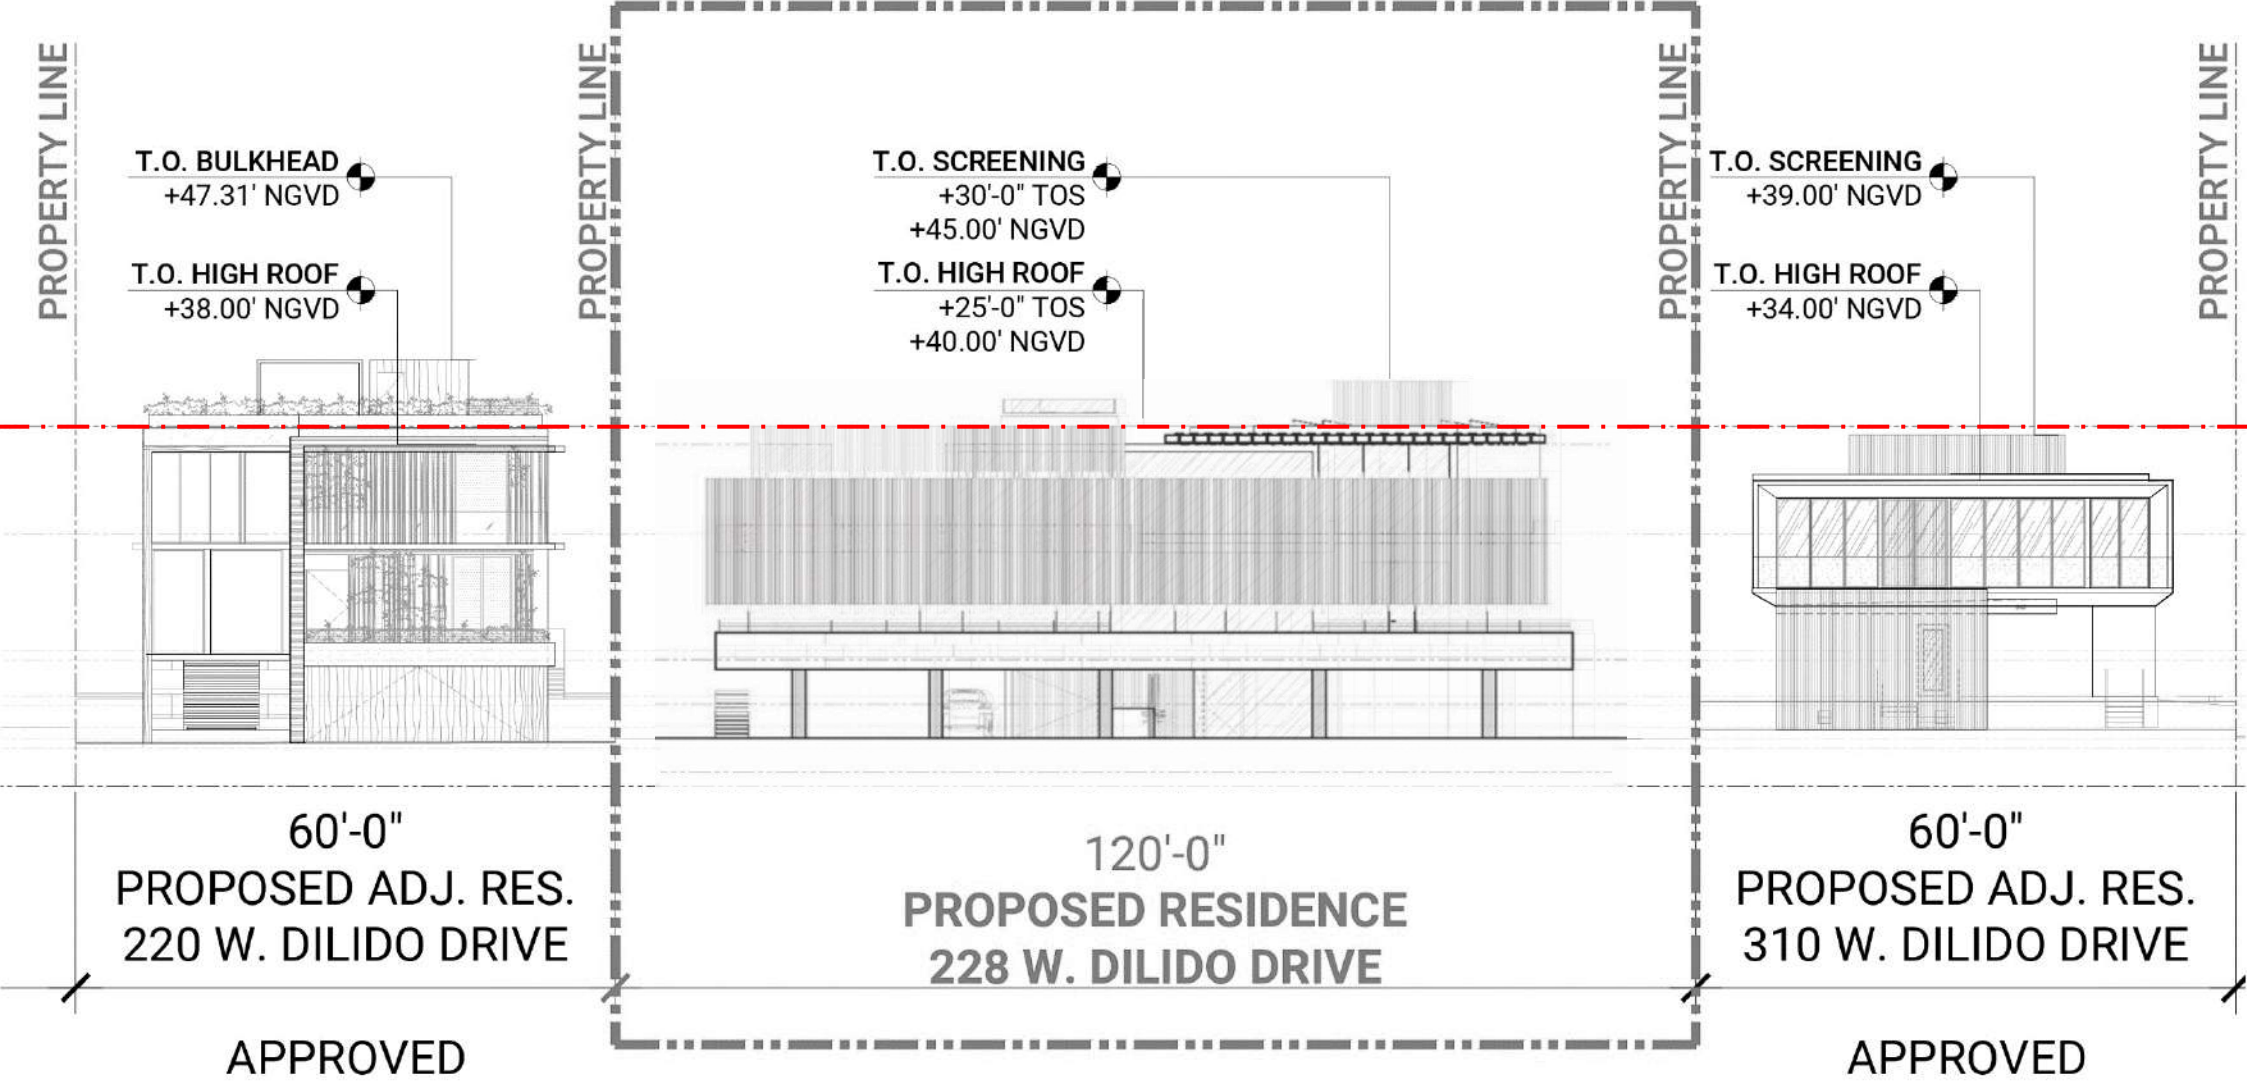 PROPERTY LINE
T.O. BULKHEAD
+47.31' NGVD
T.O. HIGH ROOF
+38.00' NGVD
60'-0"
PROPOSED ADJ. RES.
220 W. DILIDO DRIVE
APPROVED
PROPERTY LINE
T.O. SCREENING
+30'-0" TOS
+45.00' NGVD
T.O. HIGH ROOF
+25'-0" TOS
+40.00' NGVD
120'-0"
PROPOSED RESIDENCE
228 W. DILIDO DRIVE
PROPERTY LINE
T.O. SCREENING
+39.00' NGVD
T.O. HIGH ROOF
+34.00' NGVD
60'-0"
PROPOSED ADJ. RES.
310 W. DILIDO DRIVE
APPROVED
PROPERTY LINE